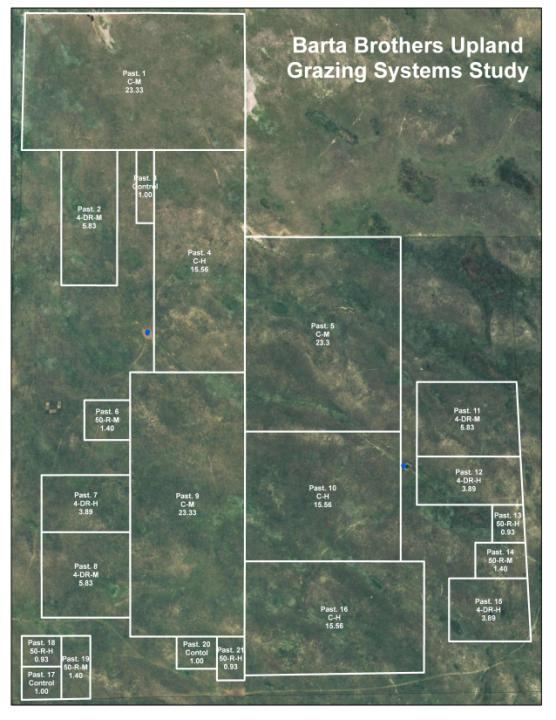 Barta Brothers Upland
Grazing Systems Study
Past. 1
C-M
23.33
Past. 2
4-DR-M
5.83
Control
1.00
Past. 4
C-H
15.56
Past. 5
C-M
23.3
Past. 6
50-R-M
1.40
Past. 7
4-DR-H
3.89
Past. 8
4-DR-M
5.83
Past. 9
C-M
23.33
Past. 10
C-H
15.56
Past. 11
4-DR-M
5.83
Past. 12
4-DR-H
3.89
Past. 13
50-R-H
0.93
Past. 14
50-R-M
1.40
Past. 15
4-DR-H
3.89
Past. 16
C-H
15.56
Past. 18
50-R-H
0.93
Past. 17
Control
1.00
Past. 19
50-R-M
1.40
Past. 20
Contol
1.00
Past. 21
50-R-H
0.93